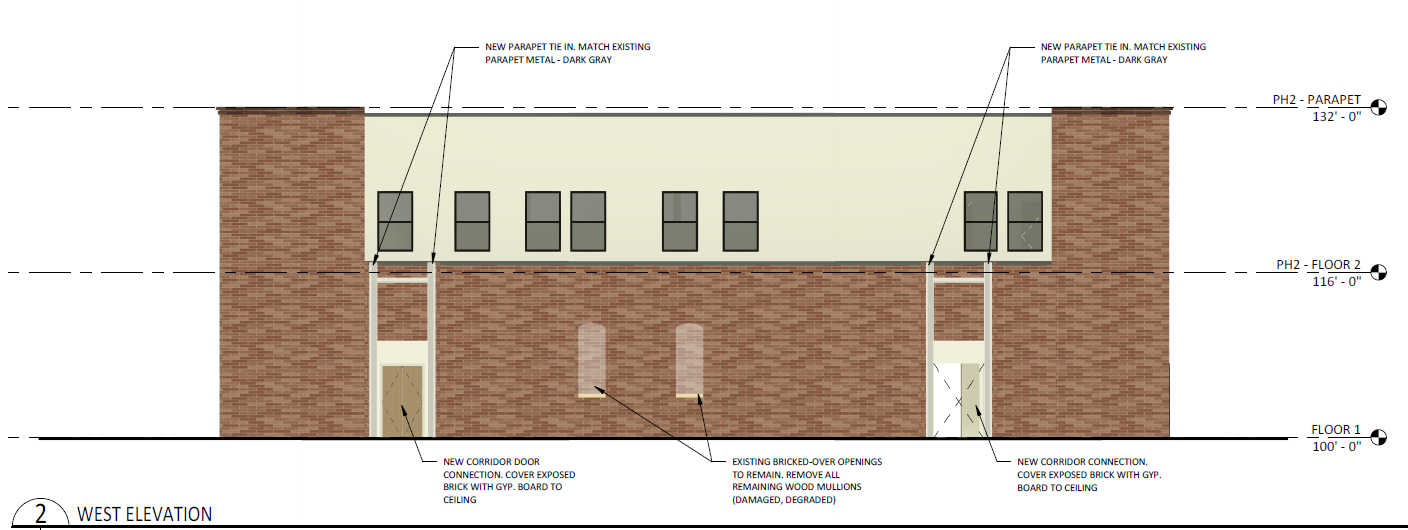 NEW PARAPET TIE IN. MATCH EXISTING
PARAPET METAL - DARK GRAY
NEW PARAPET TIE IN. MATCH EXISTING
PARAPET METAL - DARK GRAY
PH2 - PARAPET
132' - 0"
PH2 - FLOOR 2
116' - 0"
FLOOR 1
100' - 0"
NEW CORRIDOR DOOR
CONNECTION. COVER EXPOSED
BRICK WITH GYP. BOARD TO
CEILING
EXISTING BRICKED-OVER OPENINGS
TO REMAIN. REMOVE ALL
REMAINING WOOD MULLIONS
(DAMAGED, DEGRADED)
NEW CORRIDOR CONNECTION.
COVER EXPOSED BRICK WITH GYP.
BOARD TO CEILING
2 WEST ELEVATION